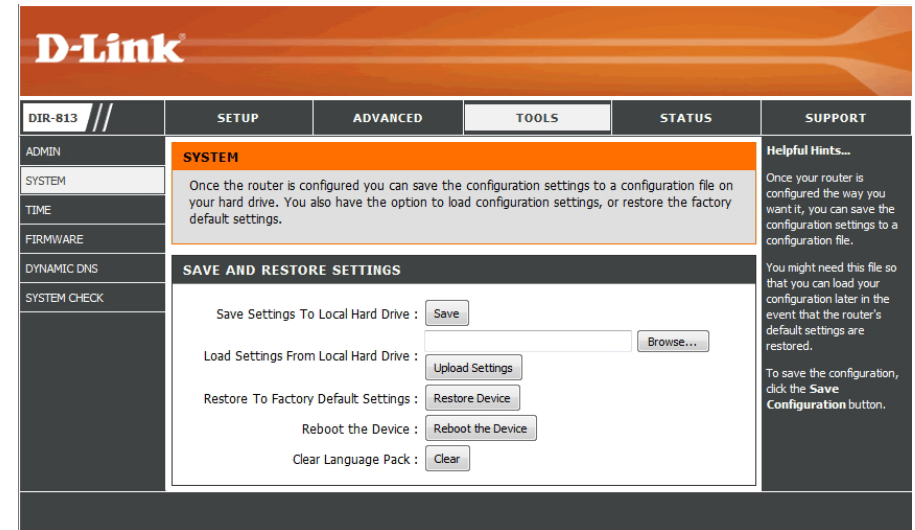 D-Link®
DIR-813
SETUP
ADVANCED
TOOLS
STATUS
SUPPORT
ADMIN
SYSTEM
TIME
FIRMWARE
DYNAMIC DNS
SYSTEM CHECK
SYSTEM
Once the router is configured you can save the configuration settings to a configuration file on
your hard drive. You also have the option to load configuration settings, or restore the factory
default settings.
SAVE AND RESTORE SETTINGS
Save Settings To Local Hard Drive : Save
Browse...
Load Settings From Local Hard Drive :
Upload Settings
Restore To Factory Default Settings : Restore Device
Reboot the Device : Reboot the Device
Clear Language Pack : Clear
Helpful Hints...
Once your router is
configured the way you
want it, you can save the
configuration settings to a
configuration file.
You might need this file so
that you can load your
configuration later in the
event that the router's
default settings are
restored.
To save the configuration,
click the Save
Configuration button.